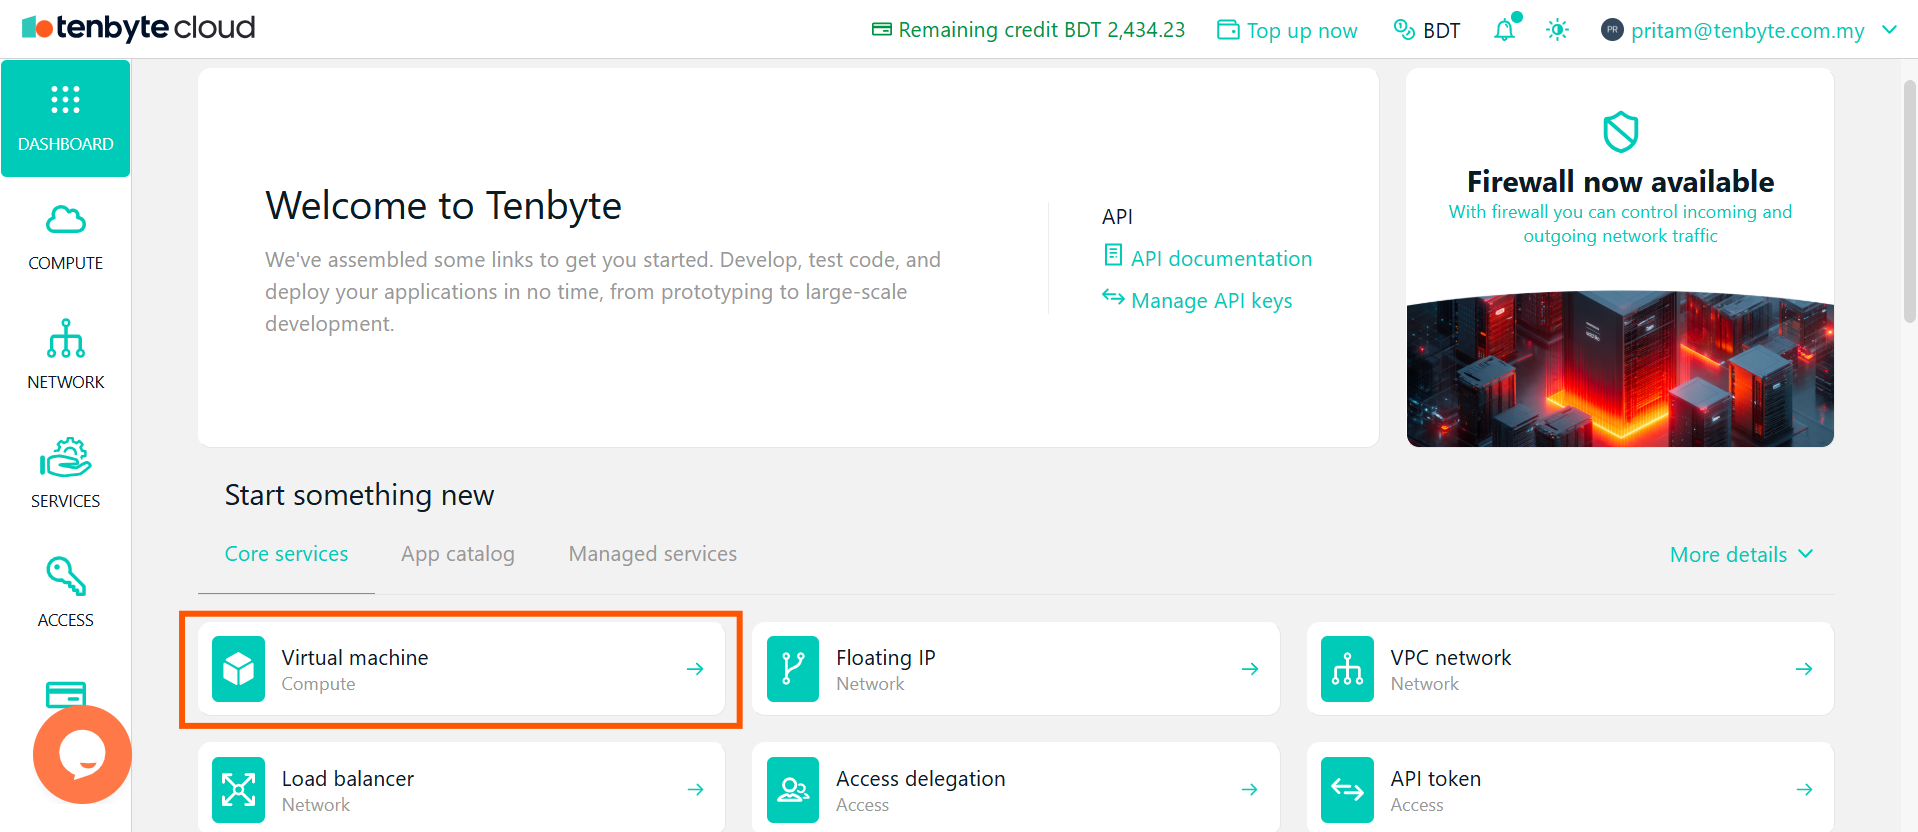 tenbyte cloud
Remaining credit BDT 2,434.23
Top up now
BDT
PR
pritam@tenbyte.com.my
DASHBOARD
COMPUTE
NETWORK
SERVICES
ACCESS
Welcome to Tenbyte
We've assembled some links to get you started. Develop, test code, and
deploy your applications in no time, from prototyping to large-scale
development.
API
API documentation
Manage API keys
Firewall now available
With firewall you can control incoming and
outgoing network traffic
Start something new
Core services
App catalog
Managed services
More details
Virtual machine
Compute
Floating IP
Network
VPC network
Network
Load balancer
Network
Access delegation
Access
API token
Access